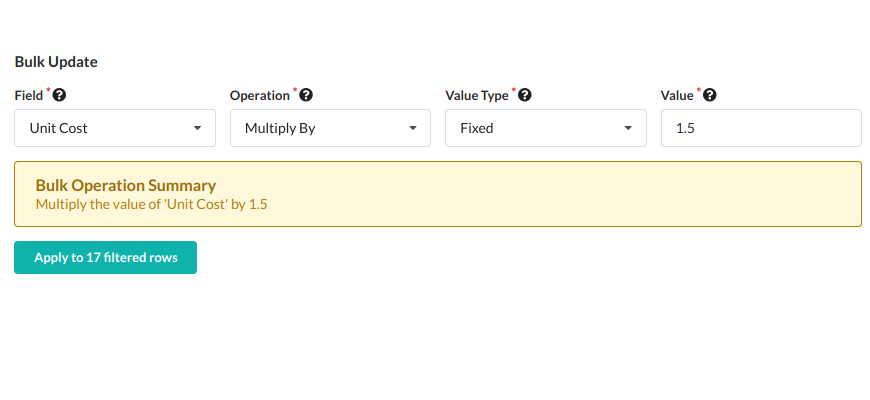 Bulk Update
Field * Operation * Value Type * Value *
Unit Cost Multiply By Fixed 1.5
Bulk Operation Summary
Multiply the value of 'Unit Cost' by 1.5
Apply to 17 filtered rows